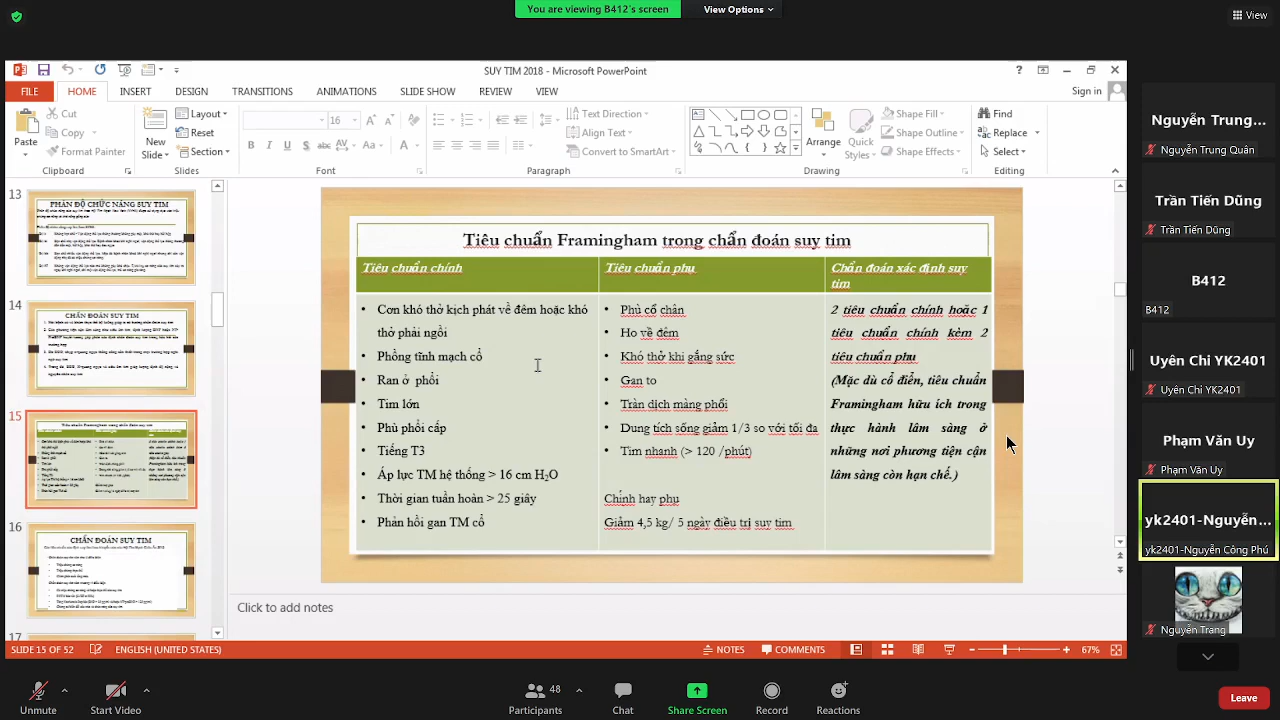 You are viewing B412's screen
View Options
View
SUY TIM 2018 - Microsoft PowerPoint
FILE HOME INSERT DESIGN TRANSITIONS ANIMATIONS SLIDE SHOW REVIEW VIEW
Sign in
Cut
Copy
Format Painter
Paste
Clipboard
New Slide
Layout
Reset
Section
Slides
16
Font
Text Direction
Align Text
Convert to SmartArt
Paragraph
Arrange
Quick Styles
Shape Fill
Shape Outline
Shape Effects
Drawing
Find
Replace
Select
Editing
13
PHÂN ĐỘ CHỨC NĂNG SUY TIM
14
CHẨN ĐOÁN SUY TIM
15
16
CHẨN ĐOÁN SUY TIM
17
Tiêu chuẩn Framingham trong chẩn đoán suy tim
Tiêu chuẩn chính
Cơn khó thở kịch phát về đêm hoặc khó
thở phải ngồi
Phồng tĩnh mạch cổ
Ran ở phổi
Tim lớn
Phù phổi cấp
Tiếng T3
Áp lực TM hệ thống > 16 cm H2O
Thời gian tuần hoàn > 25 giây
Phản hồi gan TM cổ
Tiêu chuẩn phụ
Phù cổ chân
Ho về đêm
Khó thở khi gắng sức
Gan to
Tràn dịch màng phổi
Dung tích sống giảm 1/3 so với tối đa
Tim nhanh (> 120 /phút)
Chính hay phụ
Giảm 4,5 kg/ 5 ngày điều trị suy tim
Chẩn đoán xác định suy
tim
2 tiêu chuẩn chính hoặc 1
tiêu chuẩn chính kèm 2
tiêu chuẩn phụ
(Mặc dù cổ điển, tiêu chuẩn
Framingham hữu ích trong
thực hành lâm sàng ở
những nơi phương tiện cận
lâm sàng còn hạn chế.)
Click to add notes
SLIDE 15 OF 52
ENGLISH (UNITED STATES)
NOTES
COMMENTS
67%
Nguyễn Trung...
Nguyễn Trung Quân
Trần Tiến Dũng
Trần Tiến Dũng
B412
B412
Uyên Chi YK2401
Uyên Chi YK2401
Phạm Văn Uy
Phạm Văn Uy
yk2401-Nguyễn...
yk2401-Nguyễn Công Phú
Nguyễn Trang
Unmute
Start Video
48
Participants
Chat
Share Screen
Record
Reactions
Leave